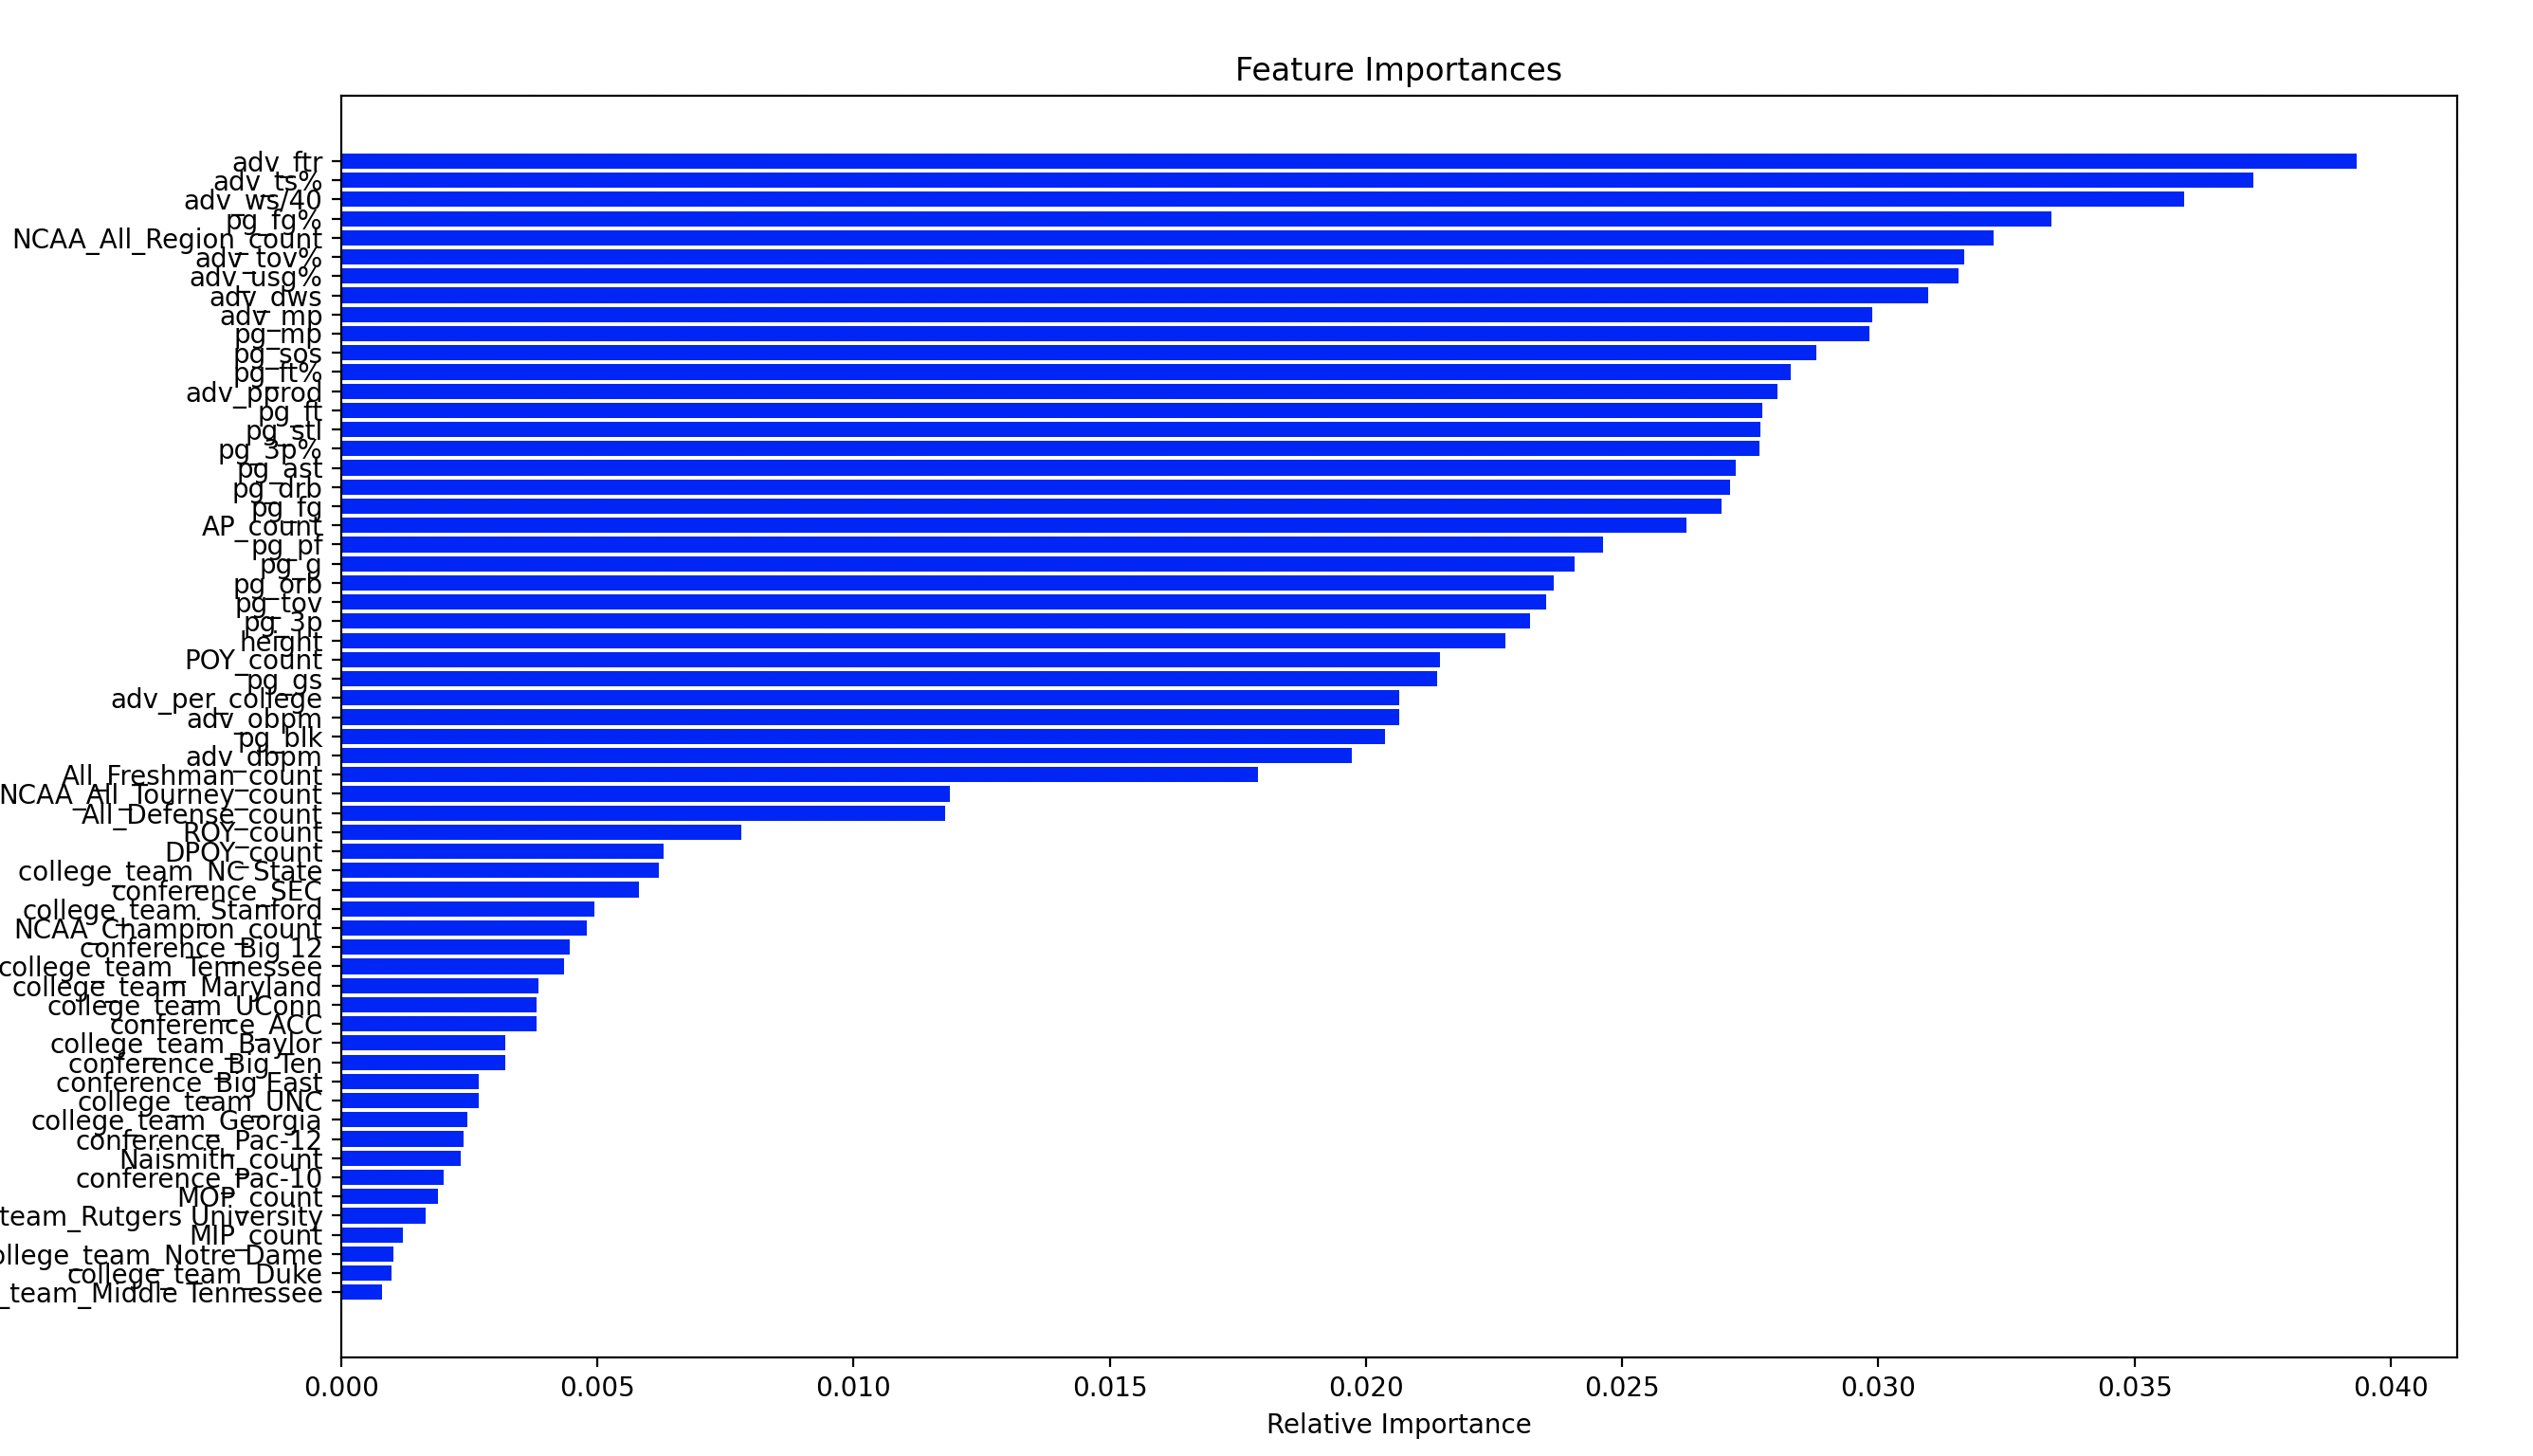 Feature Importances
adv_ftr
adv_ts%
adv_ws/40
pg_fg%
NCAA_All_Region_count
adv_tov%
adv_usg%
adv_dws
adv_mp
pg_mp
pg_sos
pg_ft%
adv_pprod
pg_ft
pg_stl
pg_3p%
pg_ast
pg_drb
pg_fg
AP_count
pg_pf
pg_g
pg_orb
pg_tov
pg_3p
height
POY_count
pg_gs
adv_per_college
adv_obpm
pg_blk
adv_dbpm
All_Freshman_count
NCAA_All_Tourney_count
All_Defense_count
ROY_count
DPOY_count
college_team_NC State
conference_SEC
college_team_Stanford
NCAA_Champion_count
conference_Big 12
college_team_Tennessee
college_team_Maryland
college_team_UConn
conference_ACC
college_team_Baylor
conference_Big Ten
conference_Big East
college_team_UNC
college_team_Georgia
conference_Pac-12
Naismith_count
conference_Pac-10
MOP_count
team_Rutgers University
MIP_count
ollege_team_Notre Dame
college_team_Duke
_team_Middle Tennessee
0.000 0.005 0.010 0.015 0.020 0.025 0.030 0.035 0.040
Relative Importance